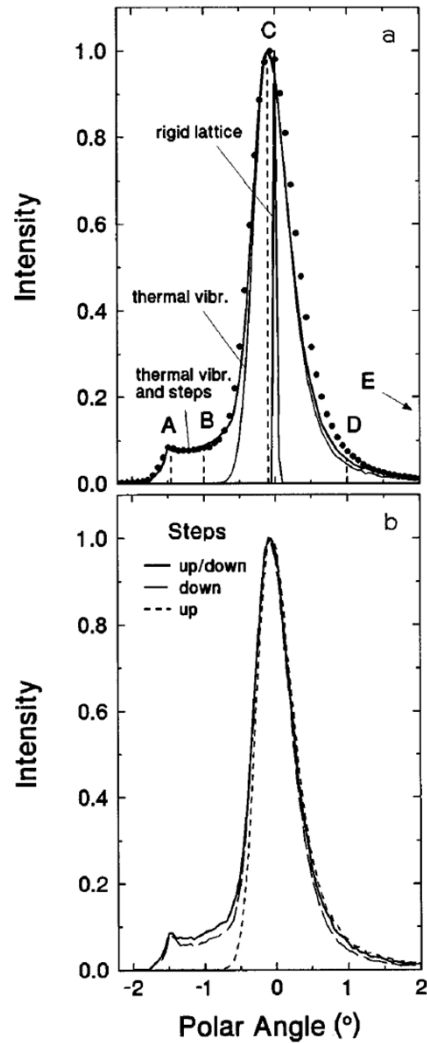 C
a
1.0
rigid lattice
0.8
0.6
Intensity
thermal vibr.
0.4
thermal vibr.
and steps
E
0.2
A B
D
0.0
b
1.0
Steps
up/down
down
up
0.8
0.6
Intensity
0.4
0.2
0.0
-2 -1 0 1 2
Polar Angle (°)